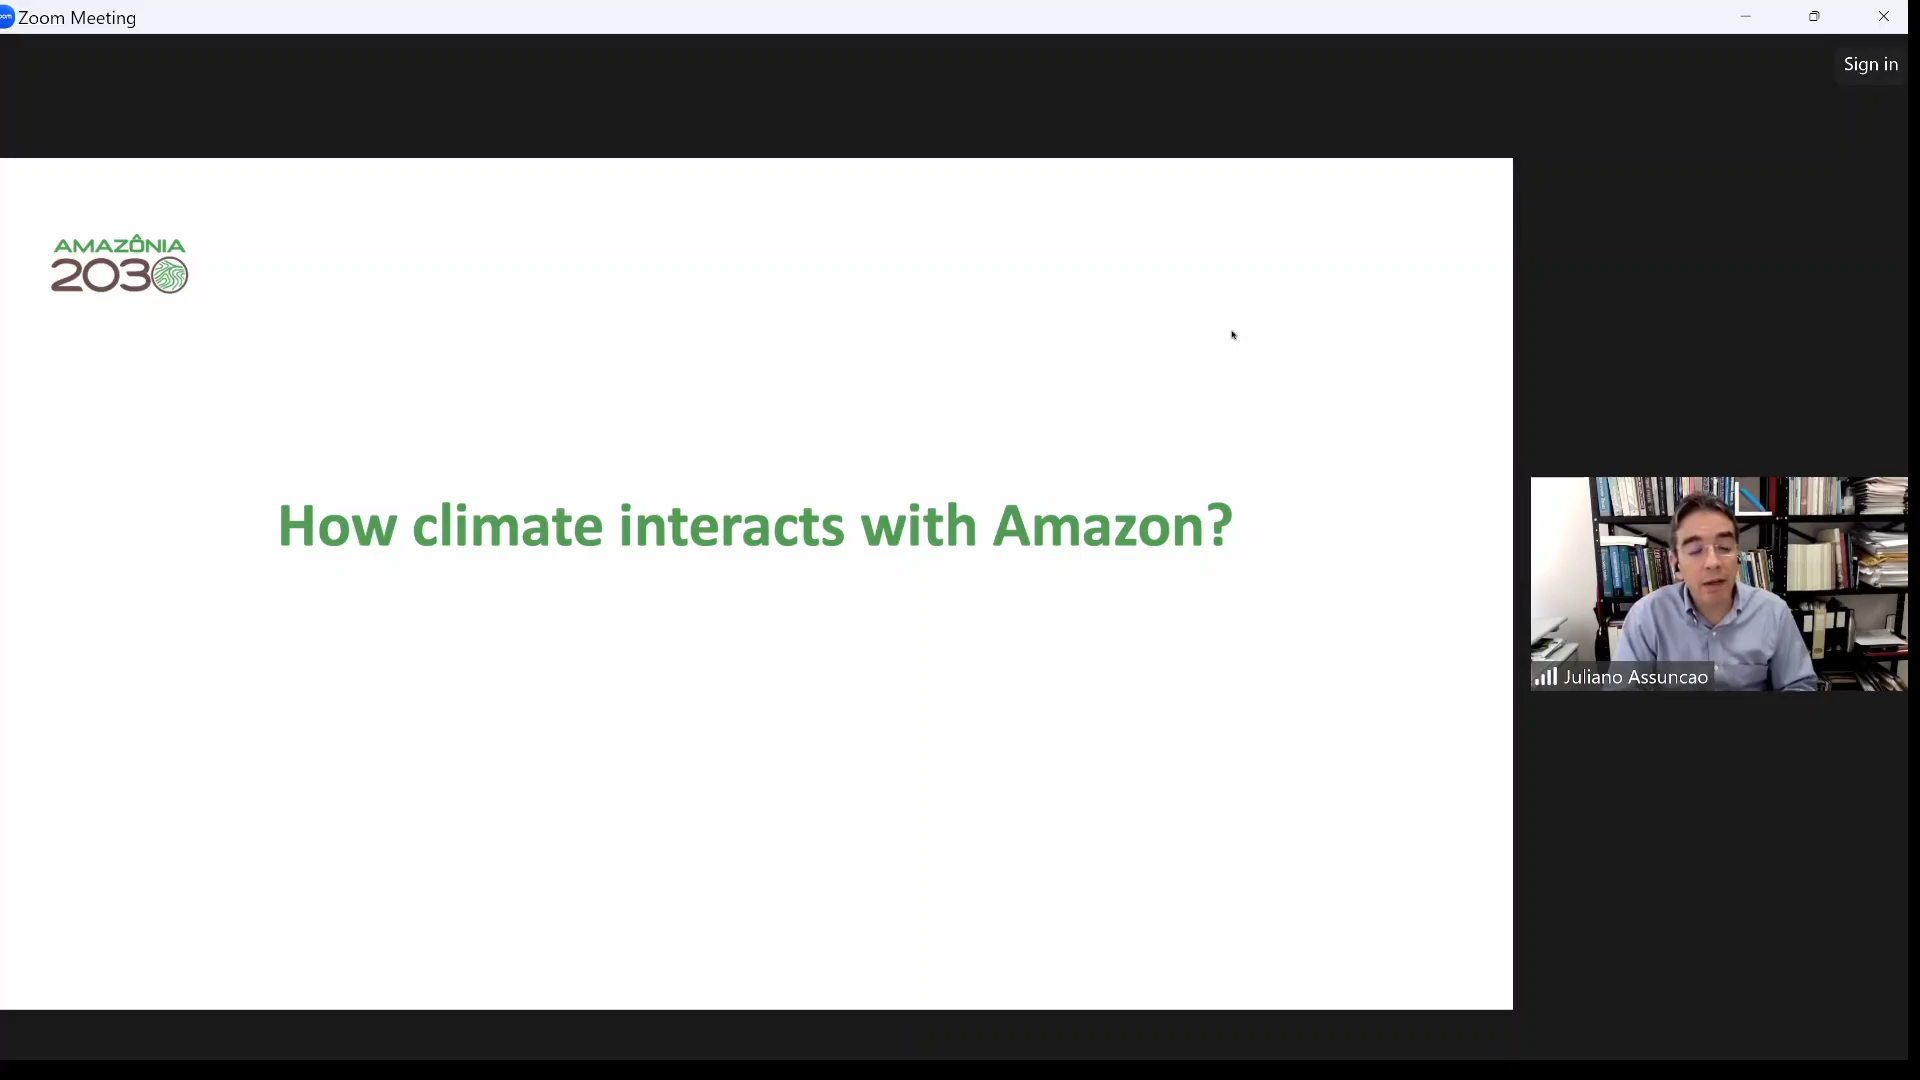 Zoom Meeting
Sign in
AMAZÔNIA
2030
How climate interacts with Amazon?
Juliano Assuncao